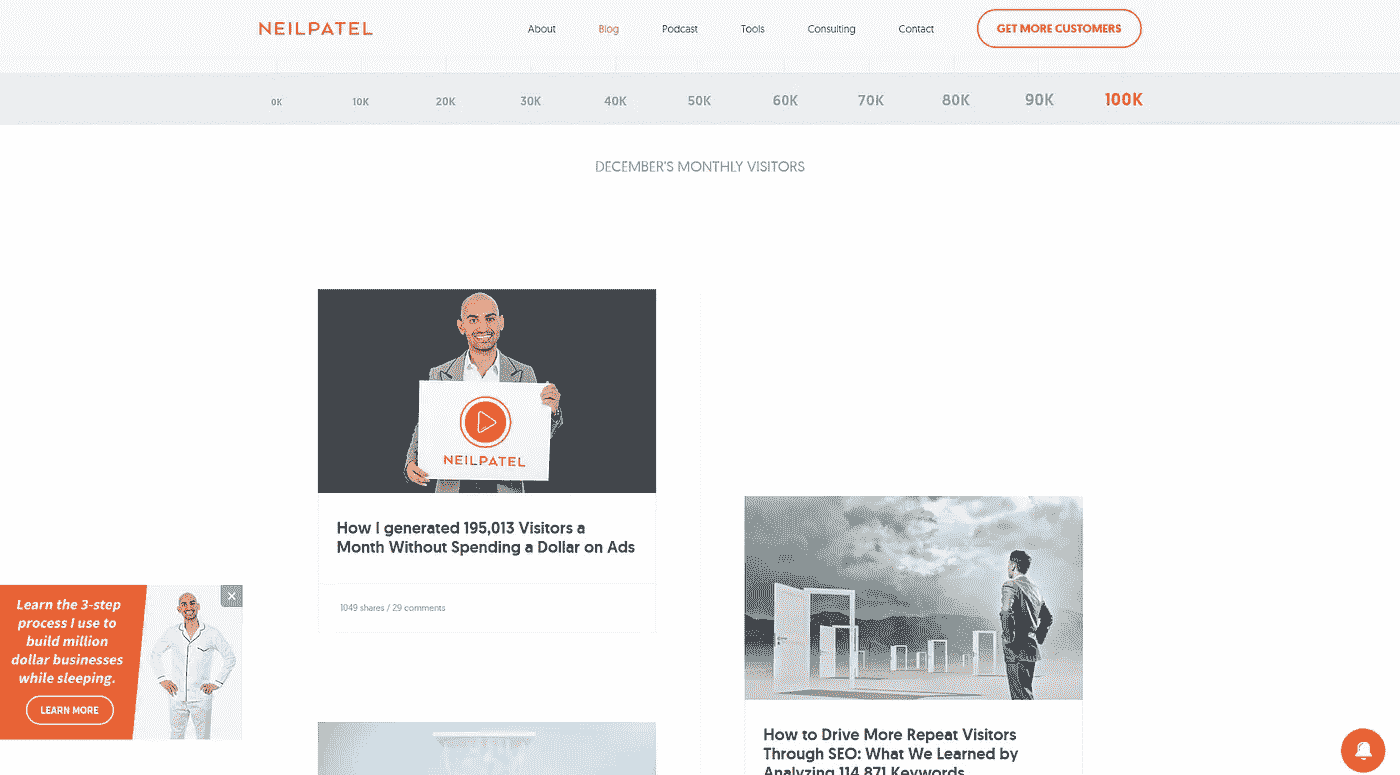 NEILPATEL
About
Blog
Podcast
Tools
Consulting
Contact
GET MORE CUSTOMERS
0K
10K
20K
30K
40K
50K
60K
70K
80K
90K
100K
DECEMBER'S MONTHLY VISITORS
NEILPATEL
How I generated 195,013 Visitors a
Month Without Spending a Dollar on Ads
1049 shares / 29 comments
Learn the 3-step
process I use to
build million
dollar businesses
while sleeping.
LEARN MORE
How to Drive More Repeat Visitors
Through SEO: What We Learned by
Analyzing 114,871 Keywords